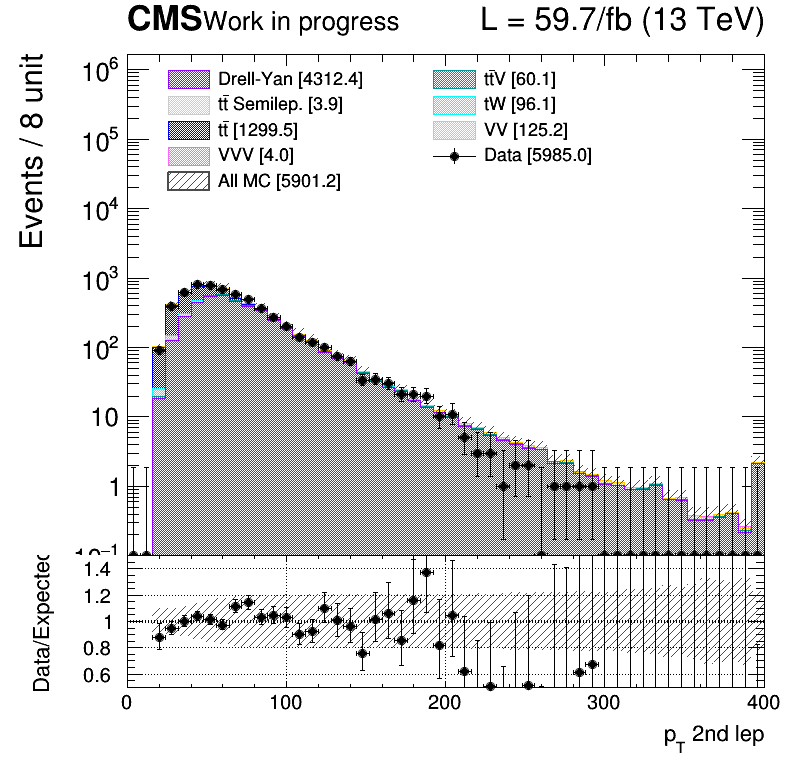 CMS Work in progress L = 59.7/fb (13 TeV)
Events / 8 unit
Drell-Yan [4312.4]
tt̄ Semilep. [3.9]
tt̄ [1299.5]
VVV [4.0]
All MC [5901.2]
tt̄V [60.1]
tW [96.1]
VV [125.2]
Data [5985.0]
10⁶
10⁵
10⁴
10³
10²
10
1
10⁻¹
Data/Expected
1.4
1.2
1
0.8
0.6
0 100 200 300 400
p_T 2nd lep